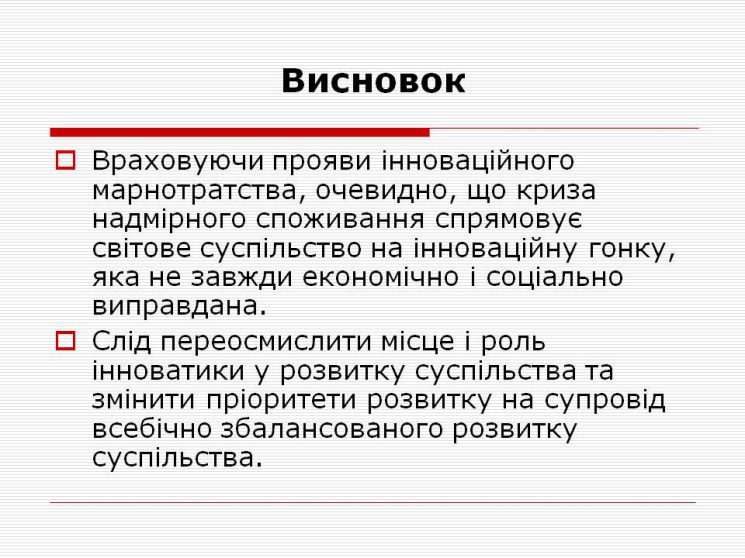 Висновок
Враховуючи прояви інноваційного
марнотратства, очевидно, що криза
надмірного споживання спрямовує
світове суспільство на інноваційну гонку,
яка не завжди економічно і соціально
виправдана.
Слід переосмислити місце і роль
інноватики у розвитку суспільства та
змінити пріоритети розвитку на супровід
всебічно збалансованого розвитку
суспільства.